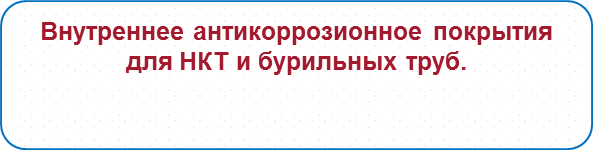 Внутреннее антикоррозионное покрытия
для НКТ и бурильных труб.